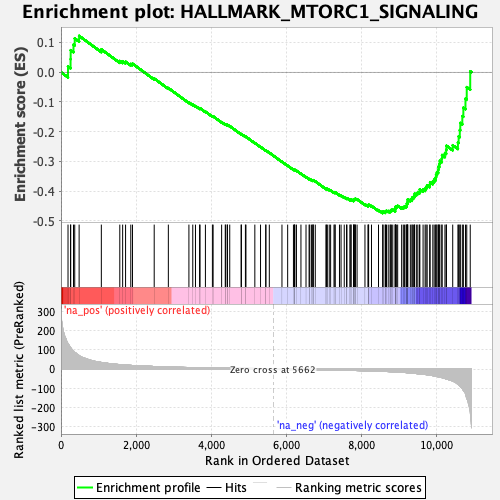 Enrichment plot: HALLMARK_MTORC1_SIGNALING
Enrichment score (ES)
0.1
0.0
-0.1
-0.2
-0.3
-0.4
-0.5
'na_pos' (positively correlated)
Ranked list metric (PreRanked)
300
200
100
0
-100
-200
-300
Zero cross at 5662
'na_neg' (negatively correlated)
0
2,000
4,000
6,000
8,000
10,000
Rank in Ordered Dataset
Enrichment profile
Hits
Ranking metric scores